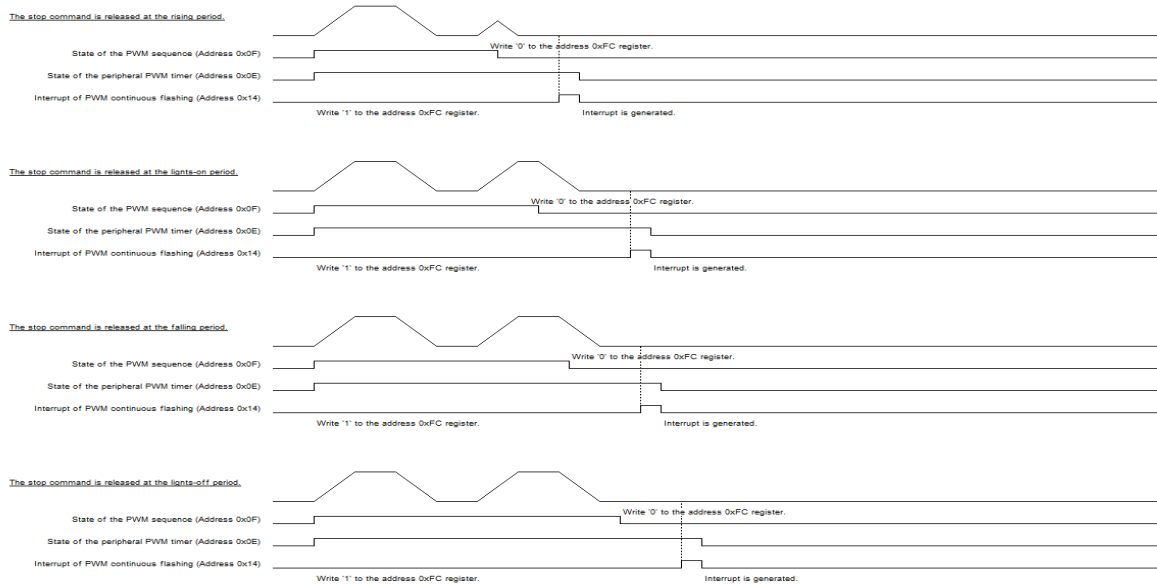 The stop command is released at the rising period.
Write '0' to the address 0xFC register.
State of the PWM sequence (Address 0x0F)
State of the peripheral PWM timer (Address 0x0E)
Interrupt of PWM continuous flashing (Address 0x14)
Write '1' to the address 0xFC register. Interrupt is generated.
The stop command is released at the lignts-on period.
Write '0' to the address 0xFC register.
State of the PWM sequence (Address 0x0F)
State of the peripheral PWM timer (Address 0x0E)
Interrupt of PWM continuous flashing (Address 0x14)
Write '1' to the address 0xFC register. Interrupt is generated.
The stop command is released at the falling period.
Write '0' to the address 0xFC register.
State of the PWM sequence (Address 0x0F)
State of the peripheral PWM timer (Address 0x0E)
Interrupt of PWM continuous flashing (Address 0x14)
Write '1' to the address 0xFC register. Interrupt is generated.
The stop command is released at the lignts-off period.
Write '0' to the address 0xFC register.
State of the PWM sequence (Address 0x0F)
State of the peripheral PWM timer (Address 0x0E)
Interrupt of PWM continuous flashing (Address 0x14)
Write '1' to the address 0xFC register. Interrupt is generated.